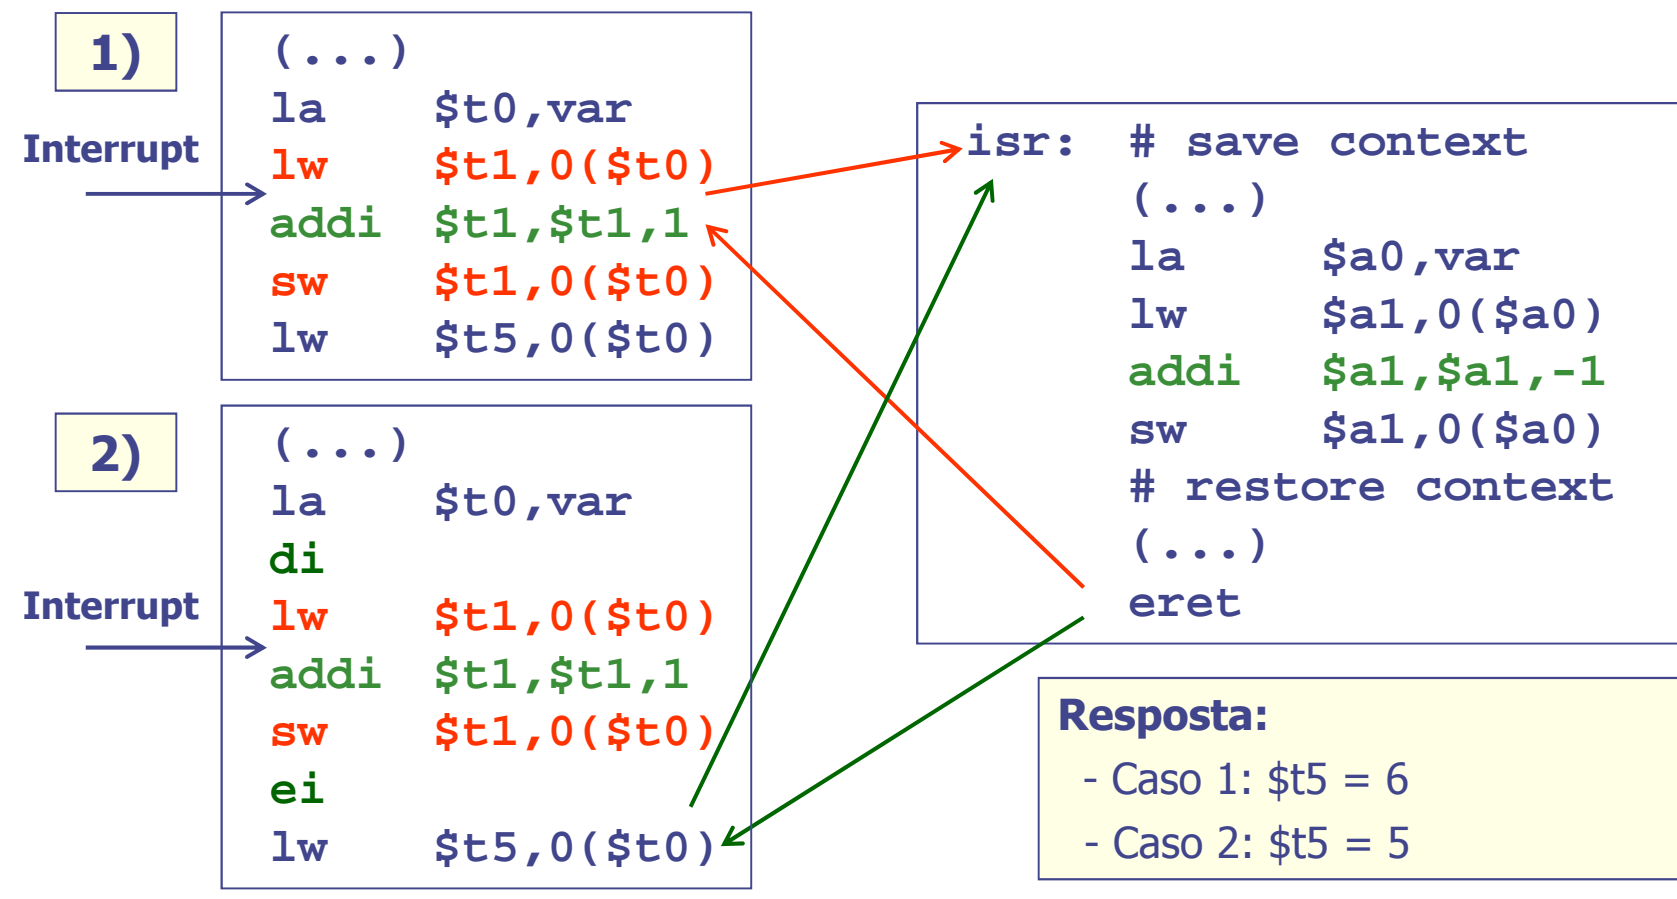 1)
Interrupt
(...)
la $t0,var
lw $t1,0($t0)
addi $t1,$t1,1
sw $t1,0($t0)
lw $t5,0($t0)
2)
Interrupt
(...)
la $t0,var
di
lw $t1,0($t0)
addi $t1,$t1,1
sw $t1,0($t0)
ei
lw $t5,0($t0)
isr: # save context
(...)
la $a0,var
lw $a1,0($a0)
addi $a1,$a1,-1
sw $a1,0($a0)
# restore context
(...)
eret
Resposta:
- Caso 1: $t5 = 6
- Caso 2: $t5 = 5